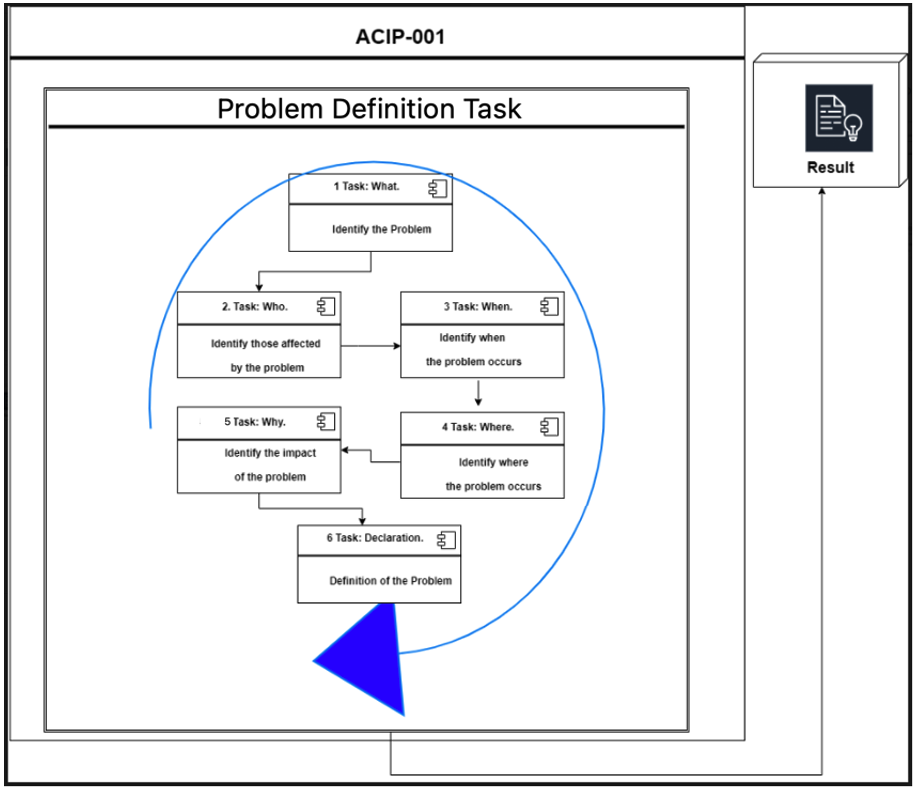 ACIP-001
Problem Definition Task
Result
1 Task: What.
Identify the Problem
2. Task: Who.
Identify those affected
by the problem
3 Task: When.
Identify when
the problem occurs
4 Task: Where.
Identify where
the problem occurs
5 Task: Why.
Identify the impact
of the problem
6 Task: Declaration.
Definition of the Problem